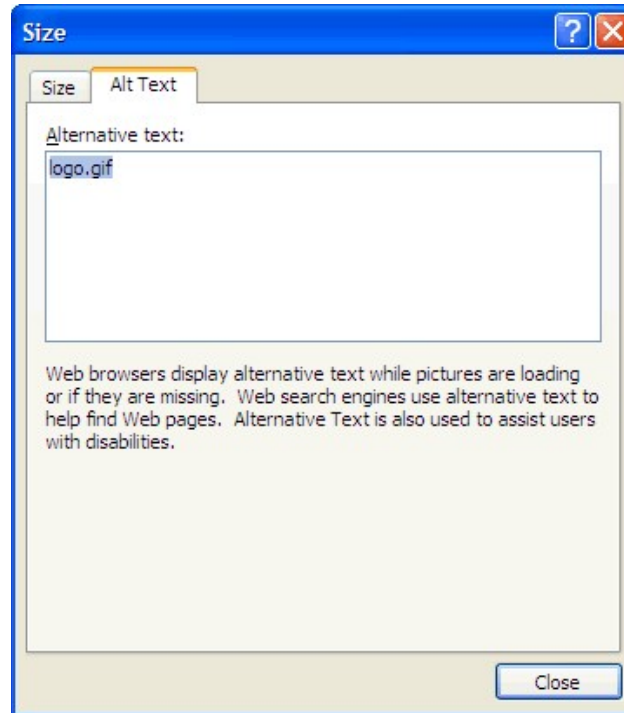 Size
Size Alt Text
Alternative text:
logo.gif
Web browsers display alternative text while pictures are loading
or if they are missing. Web search engines use alternative text to
help find Web pages. Alternative Text is also used to assist users
with disabilities.
Close